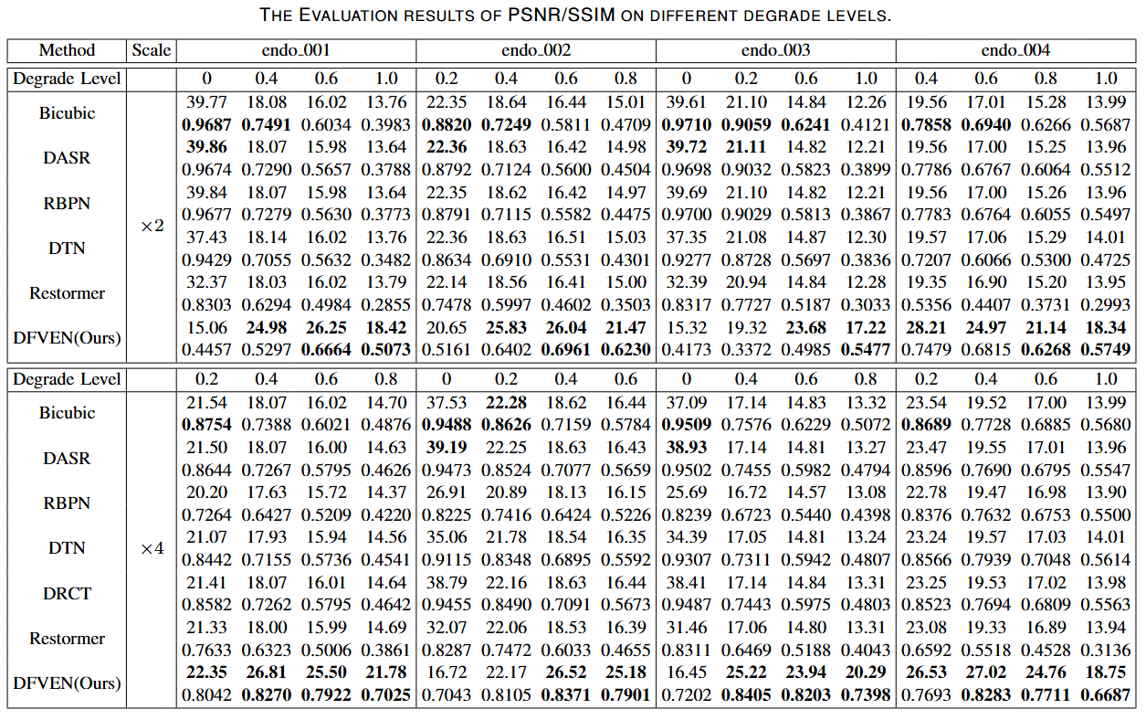 THE EVALUATION RESULTS OF PSNR/SSIM ON DIFFERENT DEGRADE LEVELS.
Method Scale endo_001 endo_002 endo_003 endo_004
Degrade Level 0 0.4 0.6 1.0 0.2 0.4 0.6 0.8 0 0.2 0.6 1.0 0.4 0.6 0.8 1.0
Bicubic 39.77 18.08 16.02 13.76 22.35 18.64 16.44 15.01 39.61 21.10 14.84 12.26 19.56 17.01 15.28 13.99
0.9687 0.7491 0.6034 0.3983 0.8820 0.7249 0.5811 0.4709 0.9710 0.9059 0.6241 0.4121 0.7858 0.6940 0.6266 0.5687
DASR 39.86 18.07 15.98 13.64 22.36 18.63 16.42 14.98 39.72 21.11 14.82 12.21 19.56 17.00 15.25 13.96
0.9674 0.7290 0.5657 0.3788 0.8792 0.7124 0.5600 0.4504 0.9698 0.9032 0.5823 0.3899 0.7786 0.6767 0.6064 0.5512
RBPN 39.84 18.07 15.98 13.64 22.35 18.62 16.42 14.97 39.69 21.10 14.82 12.21 19.56 17.00 15.26 13.96
0.9677 0.7279 0.5630 0.3773 0.8791 0.7115 0.5582 0.4475 0.9700 0.9029 0.5813 0.3867 0.7783 0.6764 0.6055 0.5497
×2
DTN 37.43 18.14 16.02 13.76 22.36 18.63 16.51 15.03 37.35 21.08 14.87 12.30 19.57 17.06 15.29 14.01
0.9429 0.7055 0.5632 0.3482 0.8634 0.6910 0.5531 0.4301 0.9277 0.8728 0.5697 0.3836 0.7207 0.6066 0.5300 0.4725
Restormer 32.37 18.03 16.02 13.79 22.14 18.56 16.41 15.00 32.39 20.94 14.84 12.28 19.35 16.90 15.20 13.95
0.8303 0.6294 0.4984 0.2855 0.7478 0.5997 0.4602 0.3503 0.8317 0.7727 0.5187 0.3033 0.5356 0.4407 0.3731 0.2993
DFVEN(Ours) 15.06 24.98 26.25 18.42 20.65 25.83 26.04 21.47 15.32 19.32 23.68 17.22 28.21 24.97 21.14 18.34
0.4457 0.5297 0.6664 0.5073 0.5161 0.6402 0.6961 0.6230 0.4173 0.3372 0.4985 0.5477 0.7479 0.6815 0.6268 0.5749
Degrade Level 0.2 0.4 0.6 0.8 0 0.2 0.4 0.6 0 0.4 0.6 0.8 0.2 0.4 0.6 1.0
Bicubic 21.54 18.07 16.02 14.70 37.53 22.28 18.62 16.44 37.09 17.14 14.83 13.32 23.54 19.52 17.00 13.99
0.8754 0.7388 0.6021 0.4876 0.9488 0.8626 0.7159 0.5784 0.9509 0.7576 0.6229 0.5072 0.8689 0.7728 0.6885 0.5680
DASR 21.50 18.07 16.00 14.63 39.19 22.25 18.63 16.43 38.93 17.14 14.81 13.27 23.47 19.55 17.01 13.96
0.8644 0.7267 0.5795 0.4626 0.9473 0.8524 0.7077 0.5659 0.9502 0.7455 0.5982 0.4794 0.8596 0.7690 0.6795 0.5547
RBPN 20.20 17.63 15.72 14.37 26.91 20.89 18.13 16.15 25.69 16.72 14.57 13.08 22.78 19.47 16.98 13.90
0.7264 0.6427 0.5209 0.4220 0.8225 0.7416 0.6424 0.5226 0.8239 0.6723 0.5440 0.4398 0.8376 0.7632 0.6753 0.5500
DTN ×4 21.07 17.93 15.94 14.56 35.06 21.78 18.54 16.35 34.39 17.05 14.81 13.24 23.24 19.57 17.03 14.01
0.8442 0.7155 0.5736 0.4541 0.9115 0.8348 0.6895 0.5592 0.9307 0.7311 0.5942 0.4807 0.8566 0.7939 0.7048 0.5614
DRCT 21.41 18.07 16.01 14.64 38.79 22.16 18.63 16.44 38.41 17.14 14.84 13.31 23.25 19.53 17.02 13.98
0.8582 0.7262 0.5795 0.4642 0.9455 0.8490 0.7091 0.5673 0.9487 0.7443 0.5975 0.4803 0.8523 0.7694 0.6809 0.5563
Restormer 21.33 18.00 15.99 14.69 32.07 22.06 18.53 16.39 31.46 17.06 14.80 13.31 23.08 19.33 16.89 13.94
0.7633 0.6323 0.5006 0.3861 0.8287 0.7472 0.6033 0.4655 0.8311 0.6469 0.5188 0.4043 0.6592 0.5518 0.4528 0.3136
DFVEN(Ours) 22.35 26.81 25.50 21.78 16.72 22.17 26.52 25.18 16.45 25.22 23.94 20.29 26.53 27.02 24.76 18.75
0.8042 0.8270 0.7922 0.7025 0.7043 0.8105 0.8371 0.7901 0.7202 0.8405 0.8203 0.7398 0.7693 0.8283 0.7711 0.6687